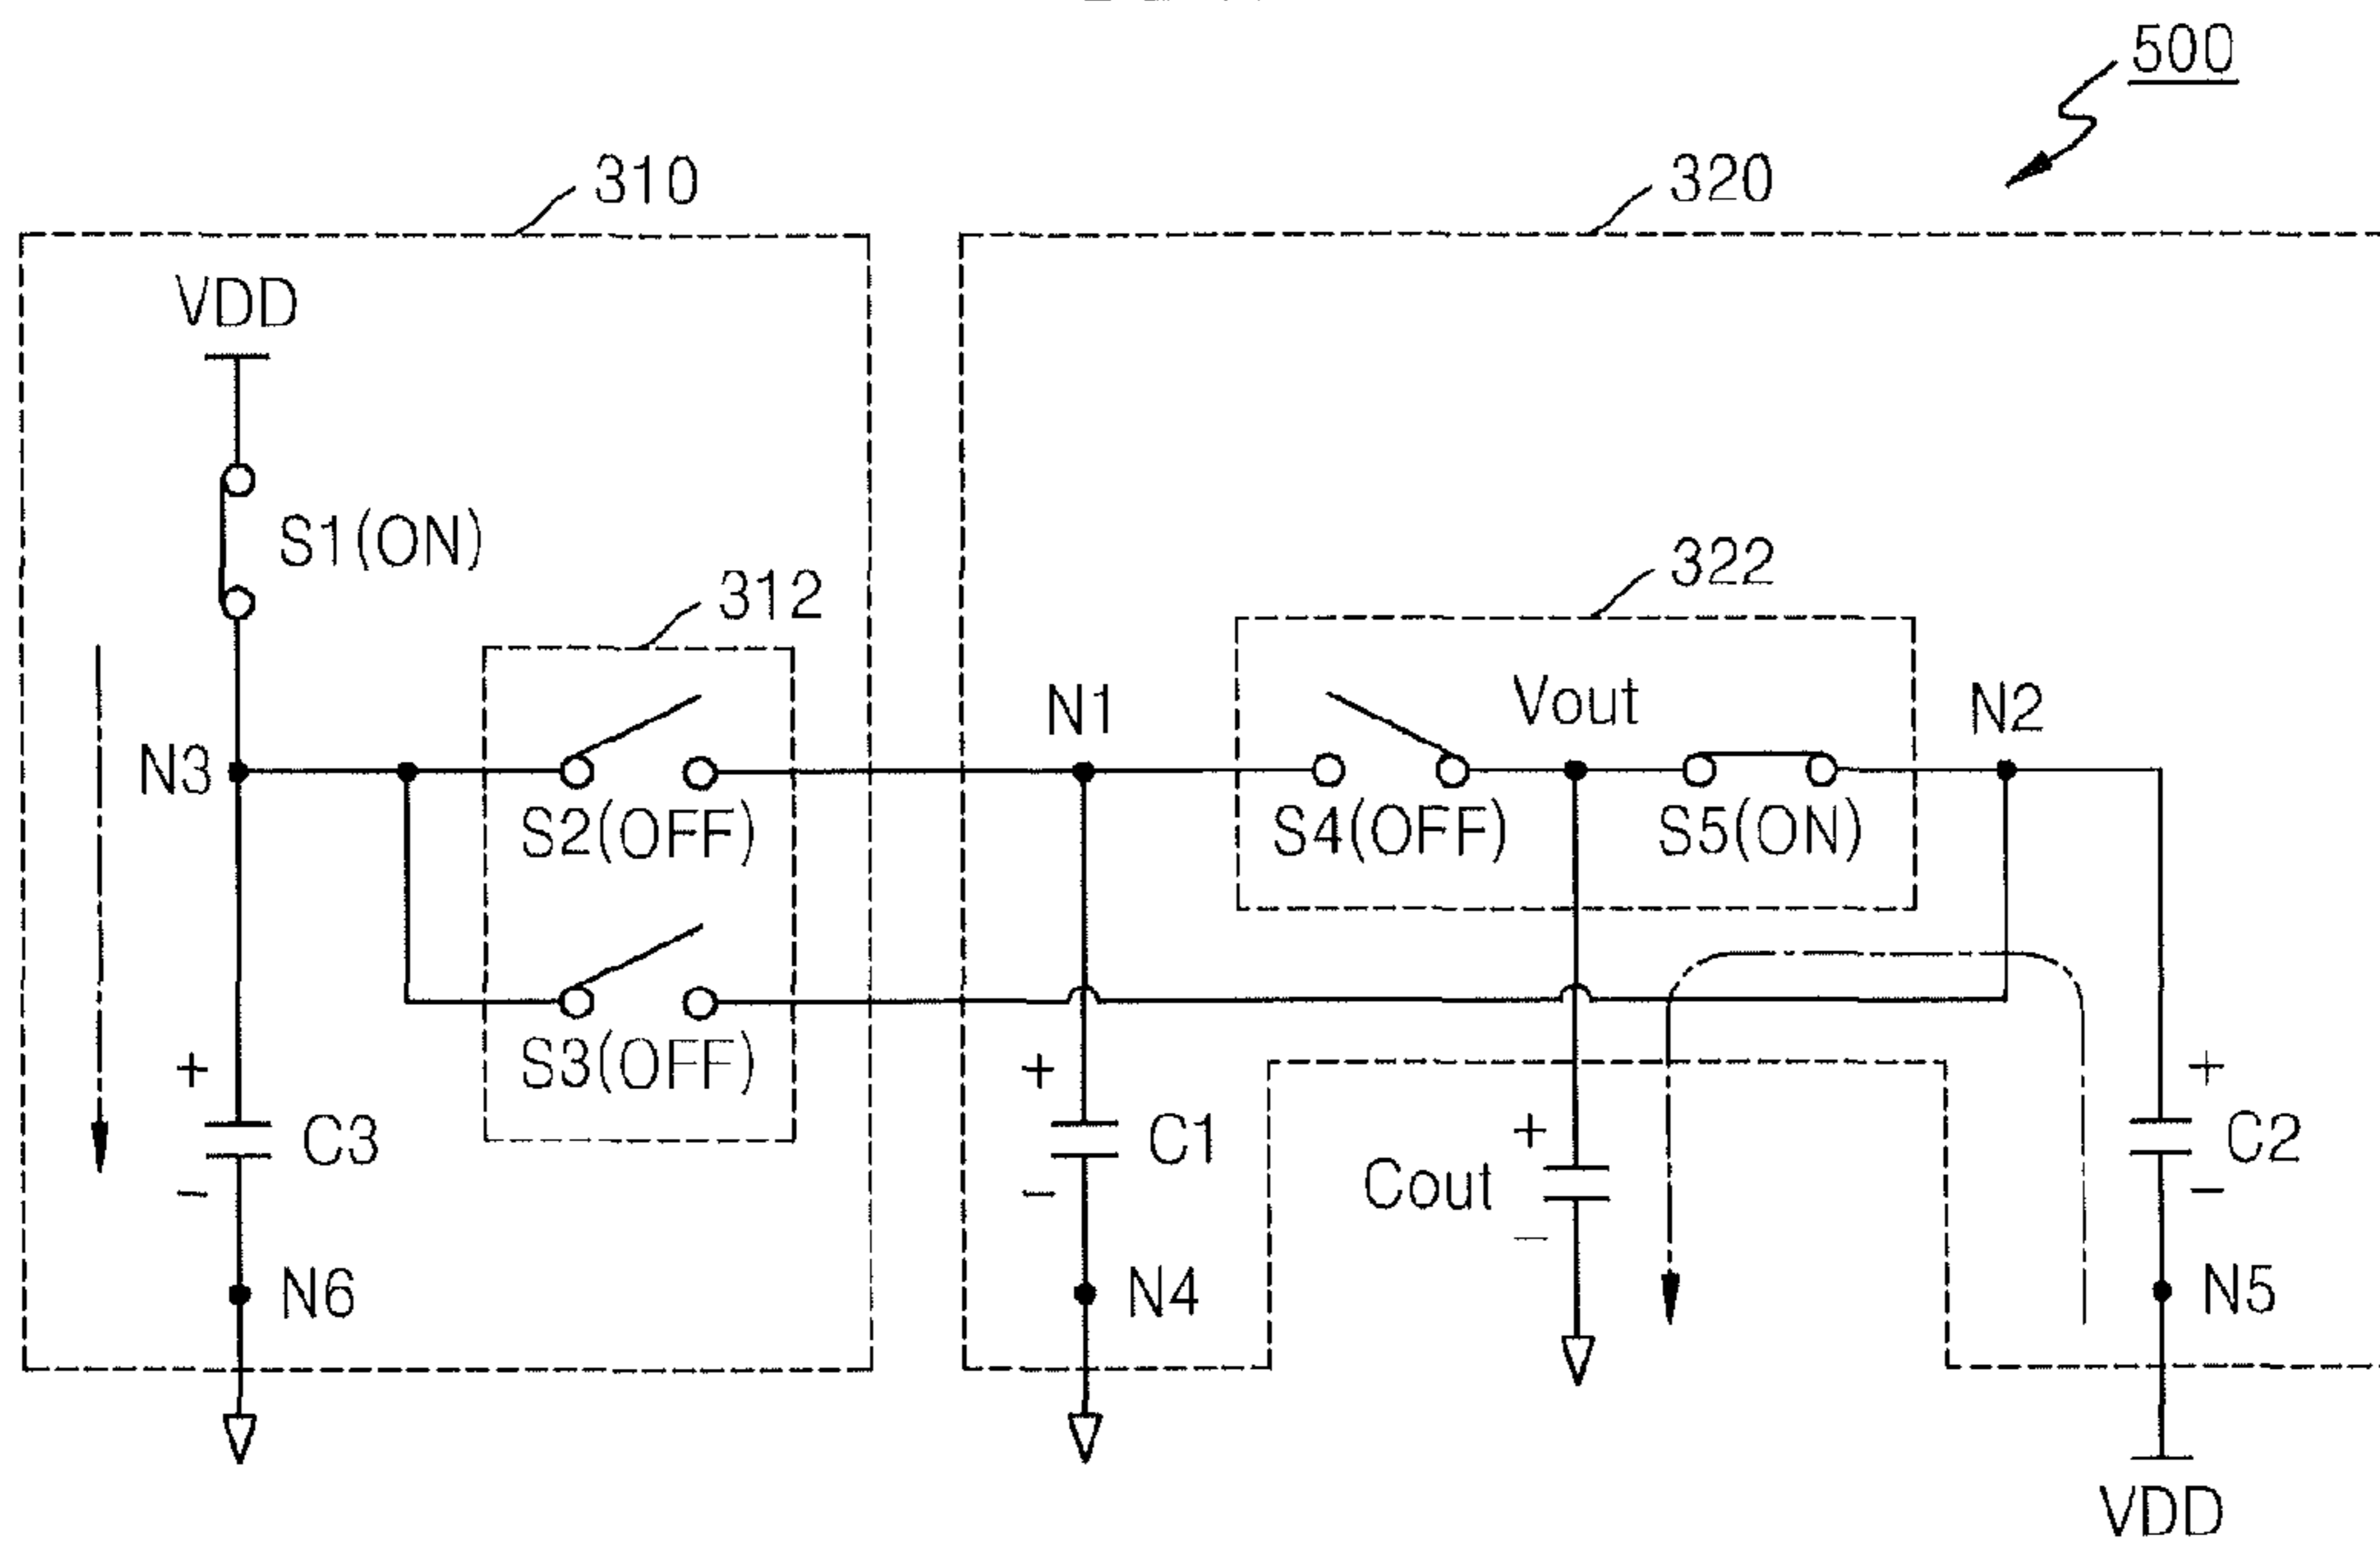 500
310
320
VDD
S1(ON)
322
312
N1
Vout
N2
N3
S2(OFF)
S4(OFF)
S5(ON)
S3(OFF)
+
+
+
+
C3
C1
Cout
C2
−
−
−
−
N6
N4
N5
VDD